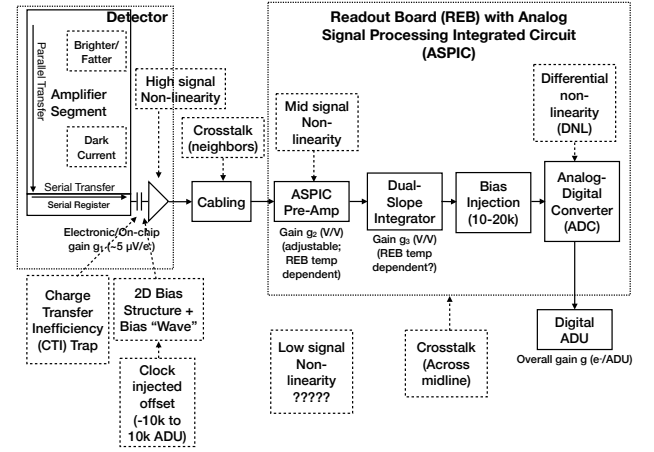 Detector
Readout Board (REB) with Analog
Signal Processing Integrated Circuit
(ASPIC)
Parallel Transfer
Brighter/
Fatter
Amplifier
Segment
Dark
Current
Serial Transfer
Serial Register
High signal
Non-linearity
Crosstalk
(neighbors)
Mid signal
Non-
linearity
Differential
non-
linearity
(DNL)
Cabling
ASPIC
Pre-Amp
Dual-
Slope
Integrator
Bias
Injection
(10-20k)
Analog-
Digital
Converter
(ADC)
Electronic/On-chip
gain g₁ (~5 μV/e-)
Gain g₂ (V/V)
(adjustable;
REB temp
dependent)
Gain g₃ (V/V)
(REB temp
dependent?)
Charge
Transfer
Inefficiency
(CTI) Trap
2D Bias
Structure +
Bias “Wave”
Clock
injected
offset
(-10k to
10k ADU)
Low signal
Non-
linearity
?????
Crosstalk
(Across
midline)
Digital
ADU
Overall gain g (e-/ADU)